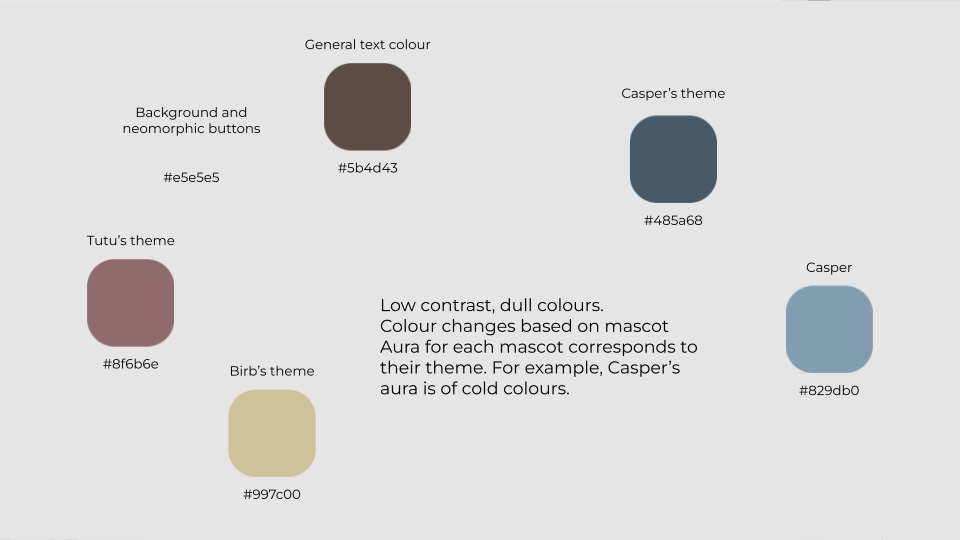 General text colour
#5b4d43
Background and
neomorphic buttons
#e5e5e5
Casper's theme
#485a68
Tutu's theme
#8f6b6e
Casper
#829db0
Low contrast, dull colours.
Colour changes based on mascot
Aura for each mascot corresponds to
their theme. For example, Casper's
aura is of cold colours.
Birb's theme
#997c00